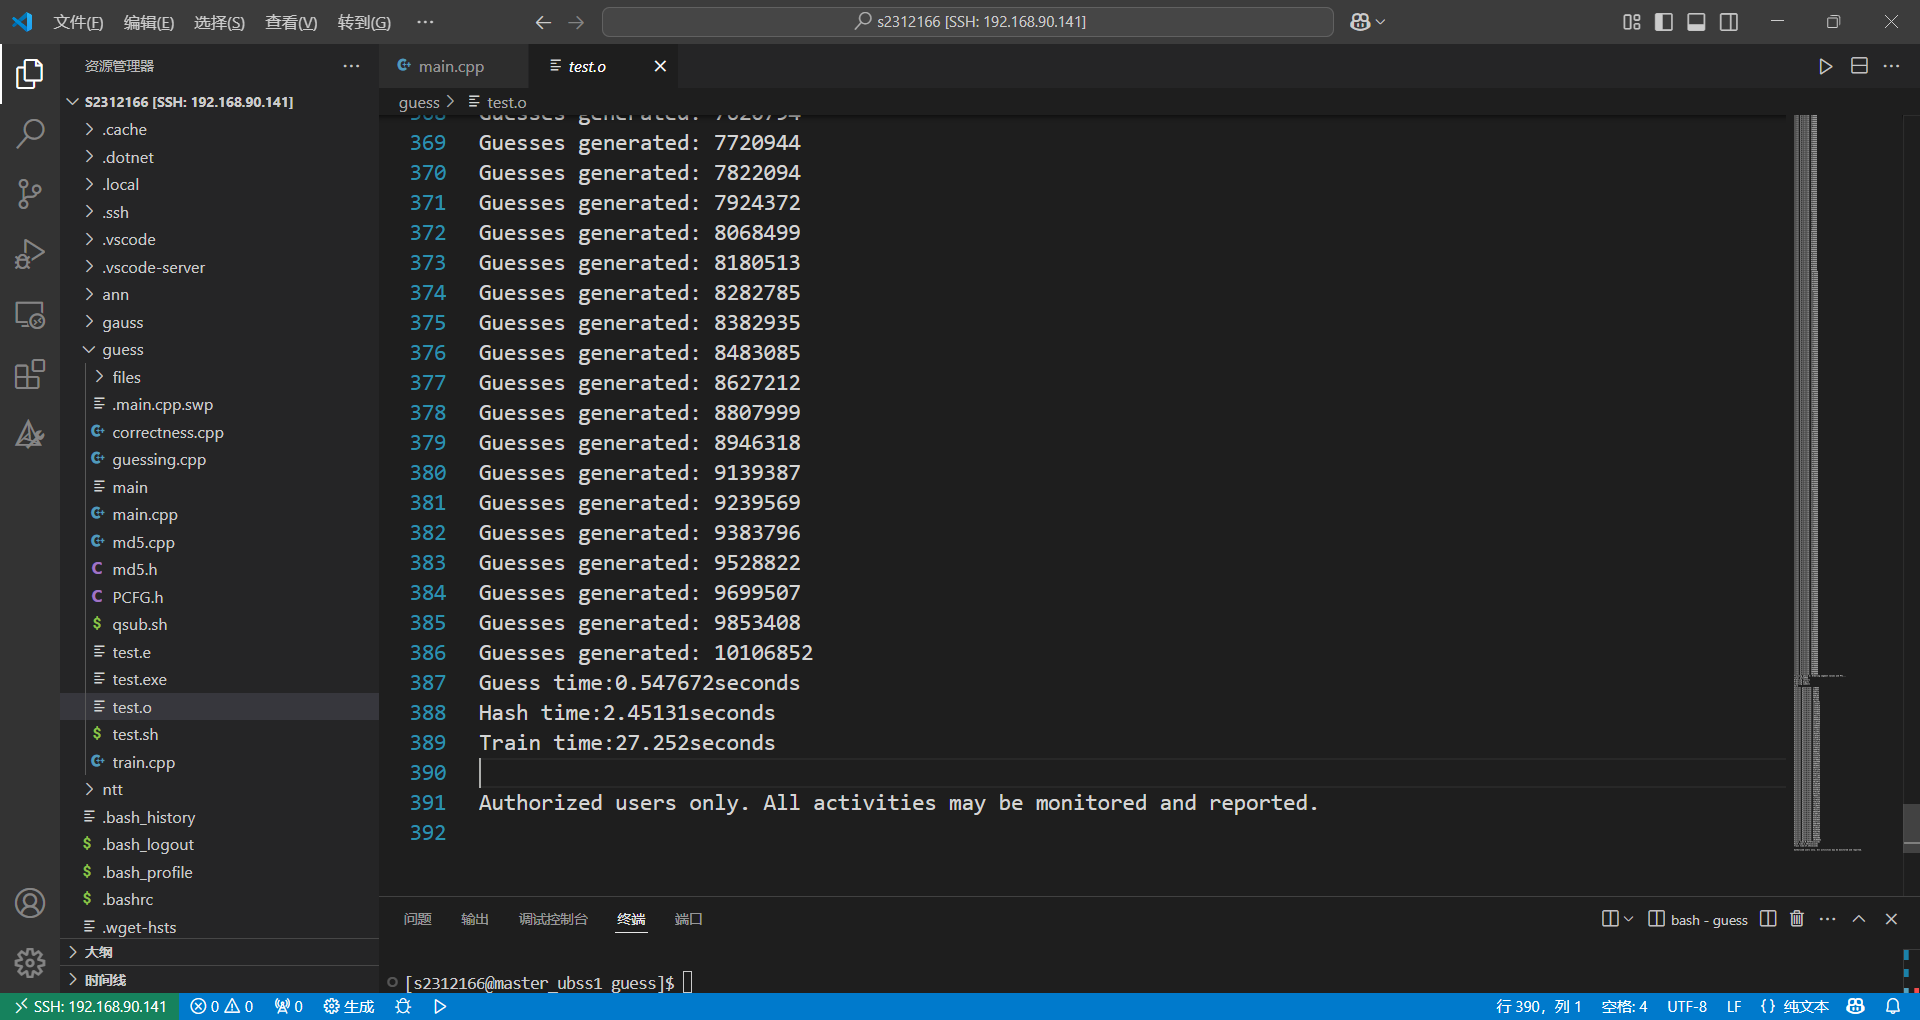 文件(F) 编辑(E) 选择(S) 查看(V) 转到(G) ···
s2312166 [SSH: 192.168.90.141]
资源管理器
S2312166 [SSH: 192.168.90.141]
.cache
.dotnet
.local
.ssh
.vscode
.vscode-server
ann
gauss
guess
files
.main.cpp.swp
correctness.cpp
guessing.cpp
main
main.cpp
md5.cpp
md5.h
PCFG.h
qsub.sh
test.e
test.exe
test.o
test.sh
train.cpp
ntt
.bash_history
.bash_logout
.bash_profile
.bashrc
.wget-hsts
大纲
时间线
main.cpp
test.o
guess > test.o
368 Guesses generated: 7620794
369 Guesses generated: 7720944
370 Guesses generated: 7822094
371 Guesses generated: 7924372
372 Guesses generated: 8068499
373 Guesses generated: 8180513
374 Guesses generated: 8282785
375 Guesses generated: 8382935
376 Guesses generated: 8483085
377 Guesses generated: 8627212
378 Guesses generated: 8807999
379 Guesses generated: 8946318
380 Guesses generated: 9139387
381 Guesses generated: 9239569
382 Guesses generated: 9383796
383 Guesses generated: 9528822
384 Guesses generated: 9699507
385 Guesses generated: 9853408
386 Guesses generated: 10106852
387 Guess time:0.547672seconds
388 Hash time:2.45131seconds
389 Train time:27.252seconds
390
391 Authorized users only. All activities may be monitored and reported.
392
问题 输出 调试控制台 终端 端口
bash - guess
[s2312166@master_ubss1 guess]$
SSH: 192.168.90.141 0 0 0 生成
行 390，列 1 空格: 4 UTF-8 LF {} 纯文本